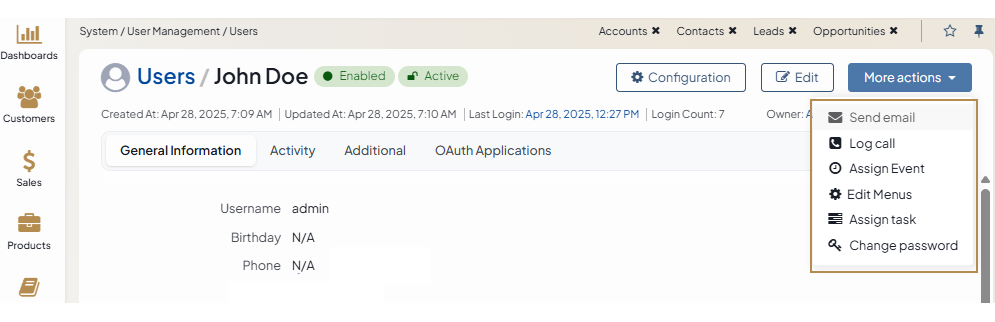 System / User Management / Users
Accounts ✖ Contacts ✖ Leads ✖ Opportunities ✖
Dashboards
Customers
Sales
Products
Users / John Doe Enabled Active
Configuration Edit More actions
Created At: Apr 28, 2025, 7:09 AM | Updated At: Apr 28, 2025, 7:10 AM | Last Login: Apr 28, 2025, 12:27 PM | Login Count: 7 Owner: A
General Information Activity Additional OAuth Applications
Username admin
Birthday N/A
Phone N/A
Send email
Log call
Assign Event
Edit Menus
Assign task
Change password